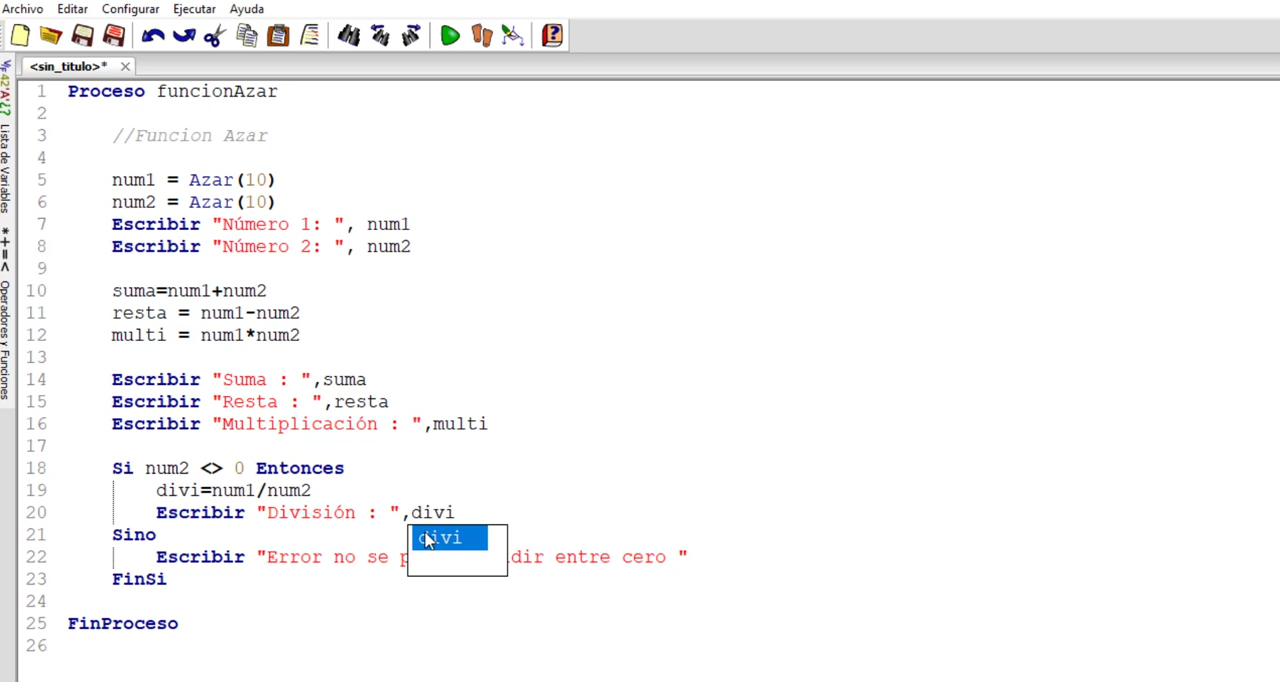 Archivo Editar Configurar Ejecutar Ayuda
<sin_titulo>* ×
1 Proceso funcionAzar
2
3 //Funcion Azar
4
5 num1 = Azar(10)
6 num2 = Azar(10)
7 Escribir "Número 1: ", num1
8 Escribir "Número 2: ", num2
9
10 suma=num1+num2
11 resta = num1-num2
12 multi = num1*num2
13
14 Escribir "Suma : ",suma
15 Escribir "Resta : ",resta
16 Escribir "Multiplicación : ",multi
17
18 Si num2 <> 0 Entonces
19 divi=num1/num2
20 Escribir "División : ",divi
21 Sino
divi
22 Escribir "Error no se p dir entre cero "
23 FinSi
24
25 FinProceso
26
Lista de Variables
*+=< Operadores y Funciones